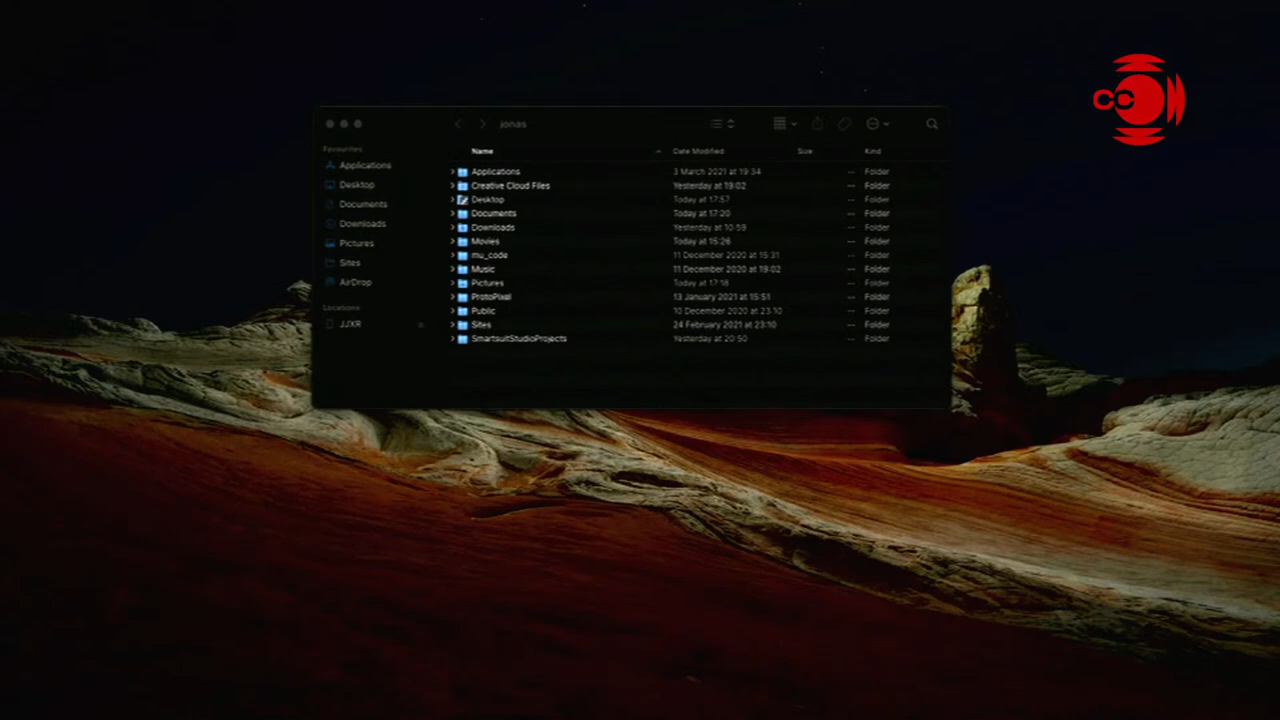 CC
jonas
Favourites
Applications
Desktop
Documents
Downloads
Pictures
Sites
AirDrop
Locations
JJXR
Name Date Modified Size Kind
Applications 3 March 2021 at 19:34 -- Folder
Creative Cloud Files Yesterday at 19:02 -- Folder
Desktop Today at 17:57 -- Folder
Documents Today at 17:20 -- Folder
Downloads Yesterday at 10:59 -- Folder
Movies Today at 15:26 -- Folder
mu_code 11 December 2020 at 15:31 -- Folder
Music 11 December 2020 at 19:02 -- Folder
Pictures Today at 17:18 -- Folder
ProtoPixel 13 January 2021 at 15:51 -- Folder
Public 10 December 2020 at 23:10 -- Folder
Sites 24 February 2021 at 23:10 -- Folder
SmartsuitStudioProjects Yesterday at 20:50 -- Folder